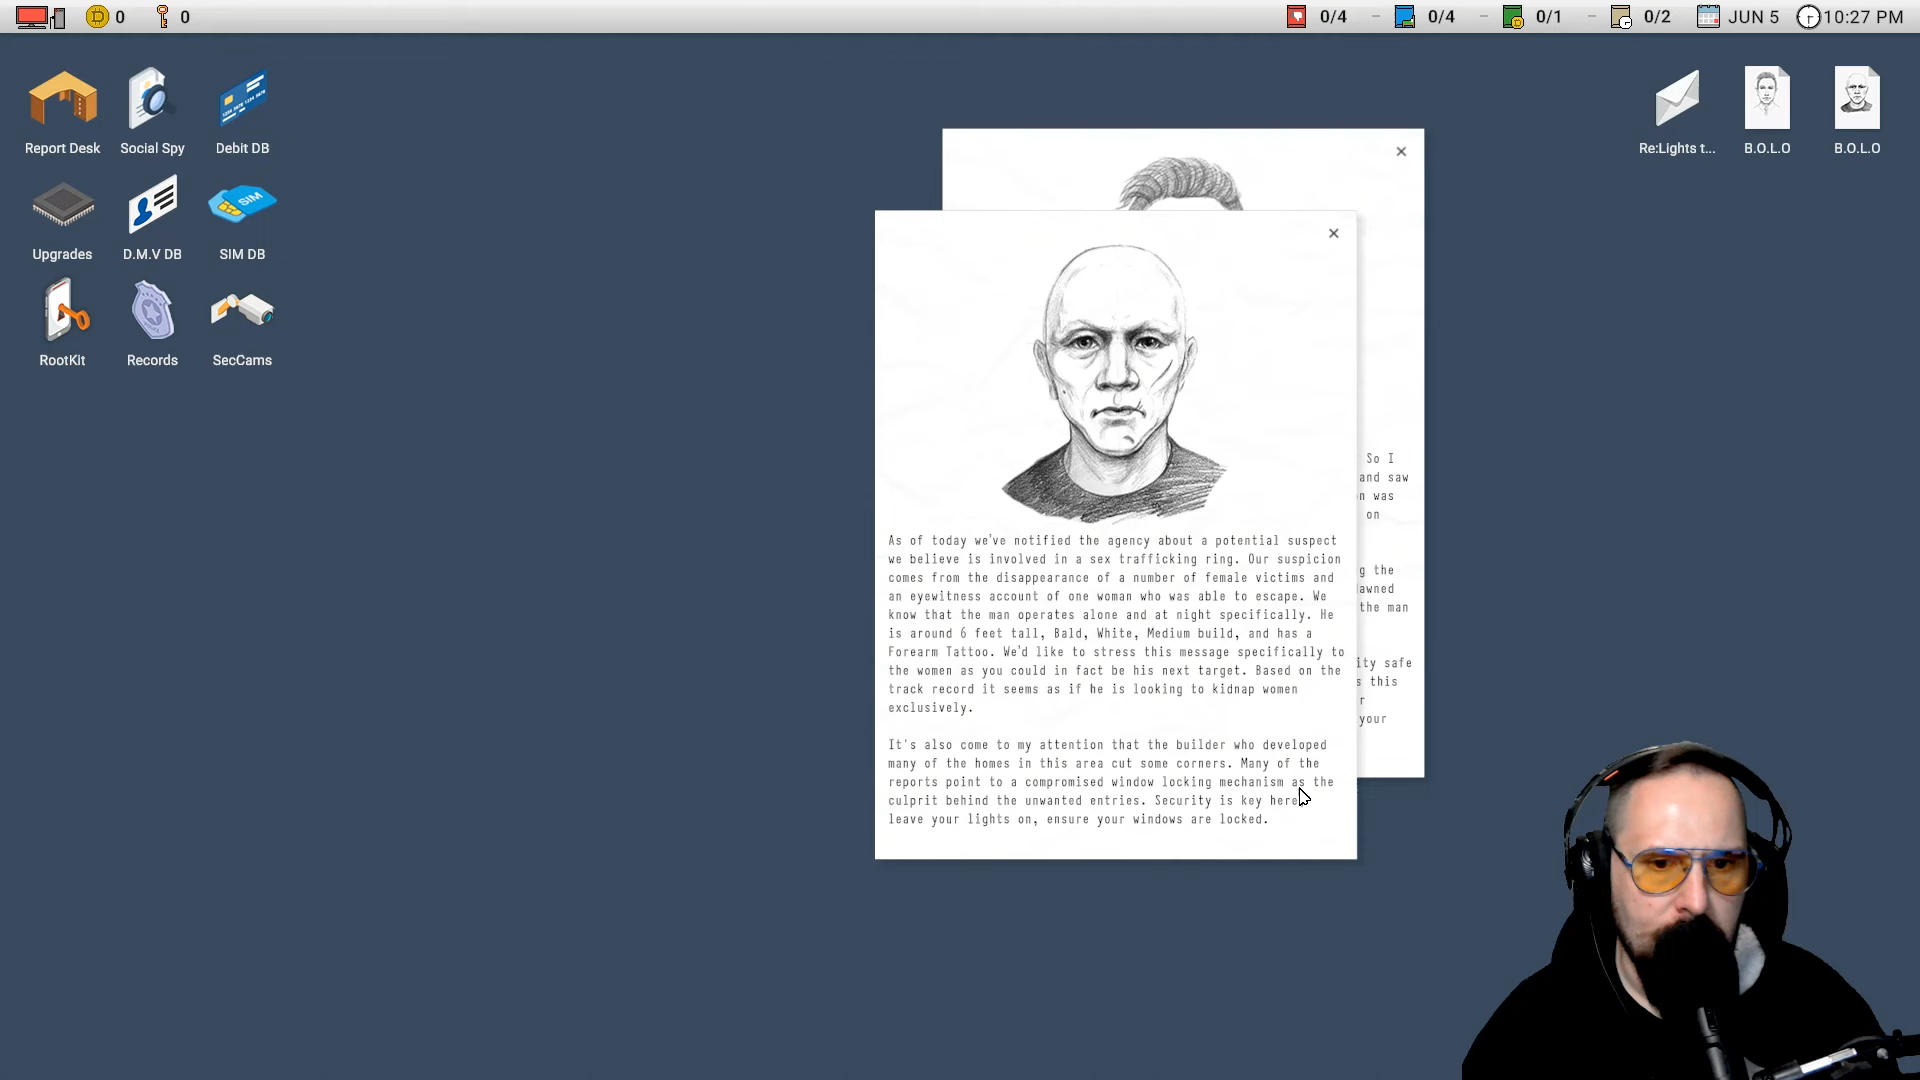 0
0
0/4
0/4
0/1
0/2
JUN 5
10:27 PM
Report Desk
Social Spy
Debit DB
Re:Lights t...
B.O.L.O
B.O.L.O
Upgrades
D.M.V DB
SIM
SIM DB
RootKit
Records
SecCams
As of today we've notified the agency about a potential suspect
we believe is involved in a sex trafficking ring. Our suspicion
comes from the disappearance of a number of female victims and
an eyewitness account of one woman who was able to escape. We
know that the man operates alone and at night specifically. He
is around 6 feet tall, Bald, White, Medium build, and has a
Forearm Tattoo. We'd like to stress this message specifically to
the women as you could in fact be his next target. Based on the
track record it seems as if he is looking to kidnap women
exclusively.
It's also come to my attention that the builder who developed
many of the homes in this area cut some corners. Many of the
reports point to a compromised window locking mechanism as the
culprit behind the unwanted entries. Security is key here
leave your lights on, ensure your windows are locked.
So I
and saw
n was
on
g the
awned
the man
ity safe
s this
r
your